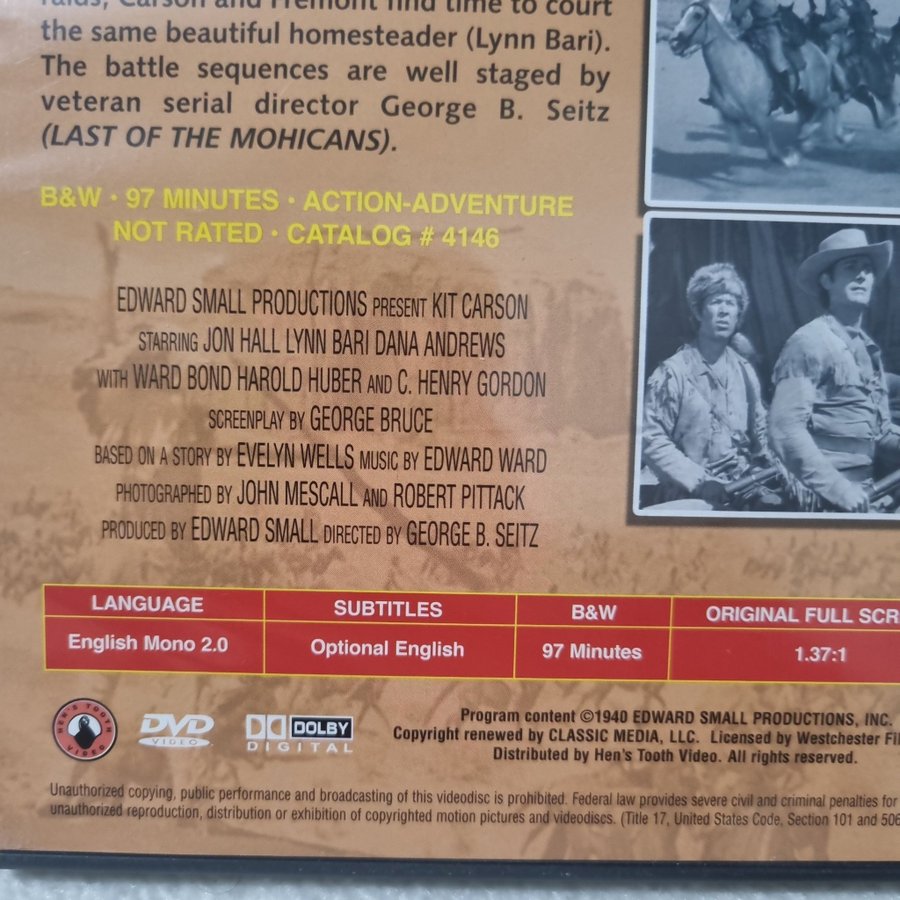 raids, Carson and Fremont find time to court
the same beautiful homesteader (Lynn Bari).
The battle sequences are well staged by
veteran serial director George B. Seitz
(LAST OF THE MOHICANS).
B&W · 97 MINUTES · ACTION-ADVENTURE
NOT RATED · CATALOG # 4146
EDWARD SMALL PRODUCTIONS PRESENT KIT CARSON
STARRING JON HALL LYNN BARI DANA ANDREWS
WITH WARD BOND HAROLD HUBER AND C. HENRY GORDON
SCREENPLAY BY GEORGE BRUCE
BASED ON A STORY BY EVELYN WELLS MUSIC BY EDWARD WARD
PHOTOGRAPHED BY JOHN MESCALL AND ROBERT PITTACK
PRODUCED BY EDWARD SMALL DIRECTED BY GEORGE B. SEITZ
LANGUAGE SUBTITLES B&W ORIGINAL FULL SCR
English Mono 2.0 Optional English 97 Minutes 1.37:1
HEN'S TOOTH VIDEO
DVD VIDEO
DOLBY DIGITAL
Program content ©1940 EDWARD SMALL PRODUCTIONS, INC.
Copyright renewed by CLASSIC MEDIA, LLC. Licensed by Westchester Fil
Distributed by Hen's Tooth Video. All rights reserved.
Unauthorized copying, public performance and broadcasting of this videodisc is prohibited. Federal law provides severe civil and criminal penalties for
unauthorized reproduction, distribution or exhibition of copyrighted motion pictures and videodiscs. (Title 17, United States Code, Section 101 and 506